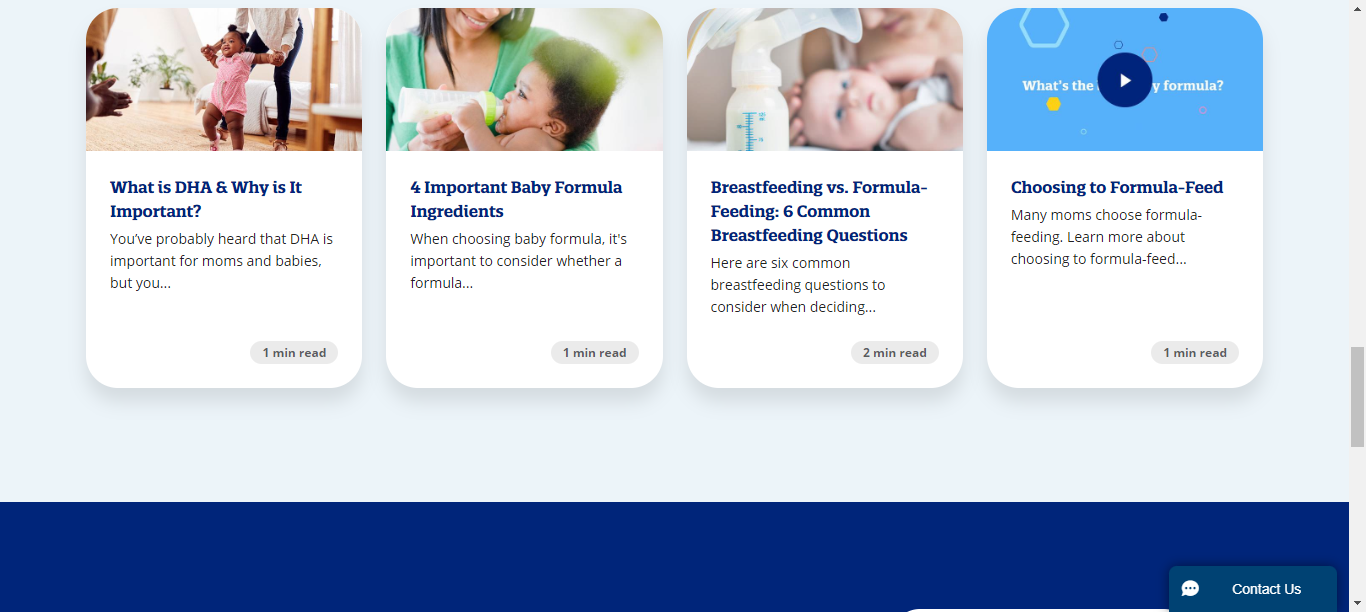 What's the
y formula?
What is DHA & Why is It
Important?
You’ve probably heard that DHA is
important for moms and babies,
but you...
1 min read
4 Important Baby Formula
Ingredients
When choosing baby formula, it's
important to consider whether a
formula...
1 min read
Breastfeeding vs. Formula-
Feeding: 6 Common
Breastfeeding Questions
Here are six common
breastfeeding questions to
consider when deciding...
2 min read
Choosing to Formula-Feed
Many moms choose formula-
feeding. Learn more about
choosing to formula-feed...
1 min read
Contact Us